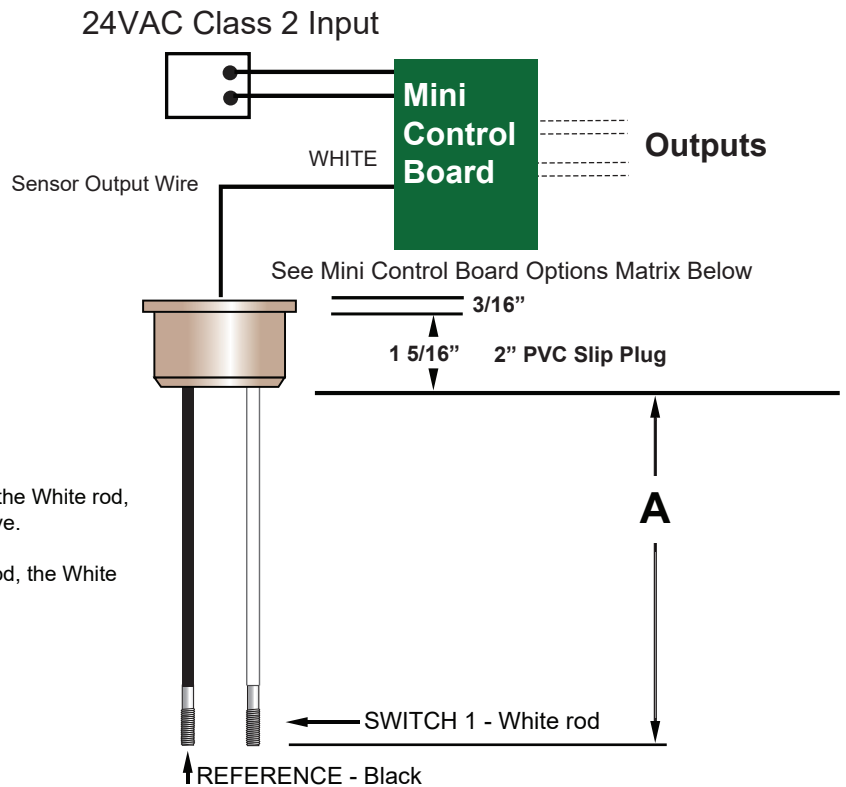 24VAC Class 2 Input
Mini
Control
Board
WHITE
Outputs
Sensor Output Wire
See Mini Control Board Options Matrix Below
3/16”
1 5/16”
2” PVC Slip Plug
the White rod,
ve.
A
od, the White
SWITCH 1 - White rod
REFERENCE - Black